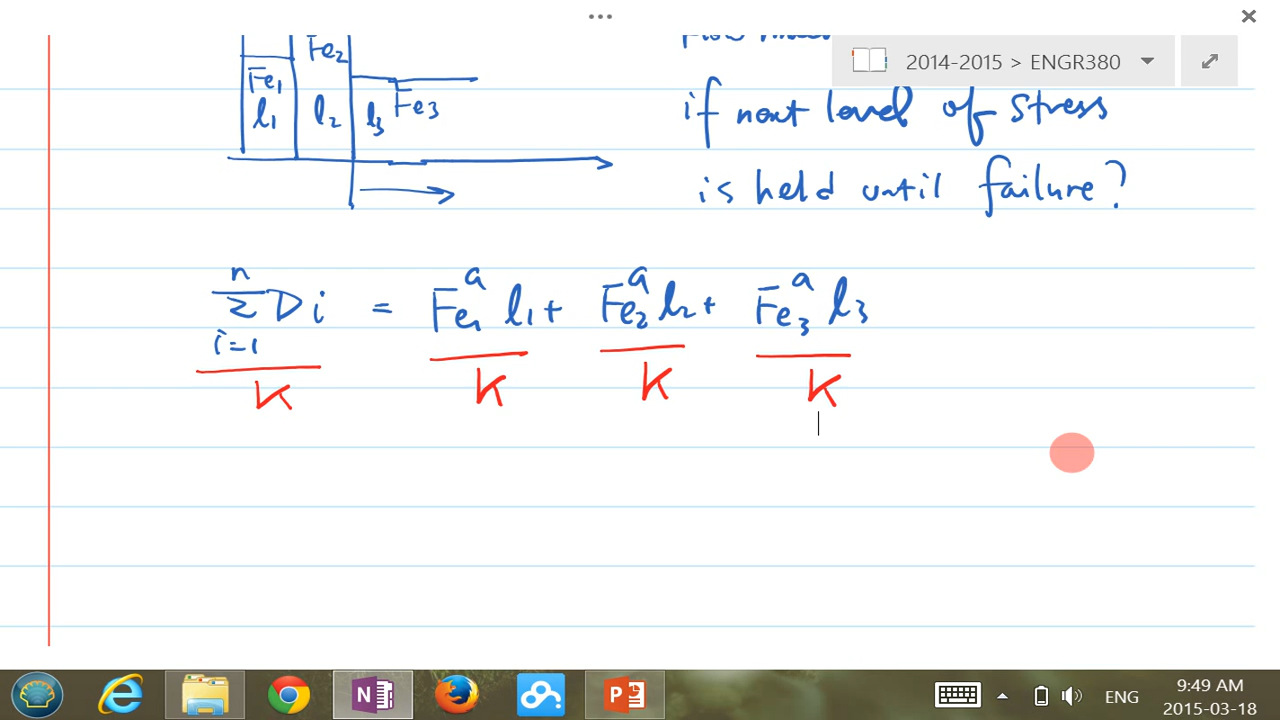 2014-2015 > ENGR380
Fe2
Fe1
l1 l2 l3 Fe3
if next level of stress
is held until failure?
n
Σ Di = Fe1^a l1 + Fe2^a l2 + Fe3^a l3
i=1
K K K K
ENG
9:49 AM
2015-03-18